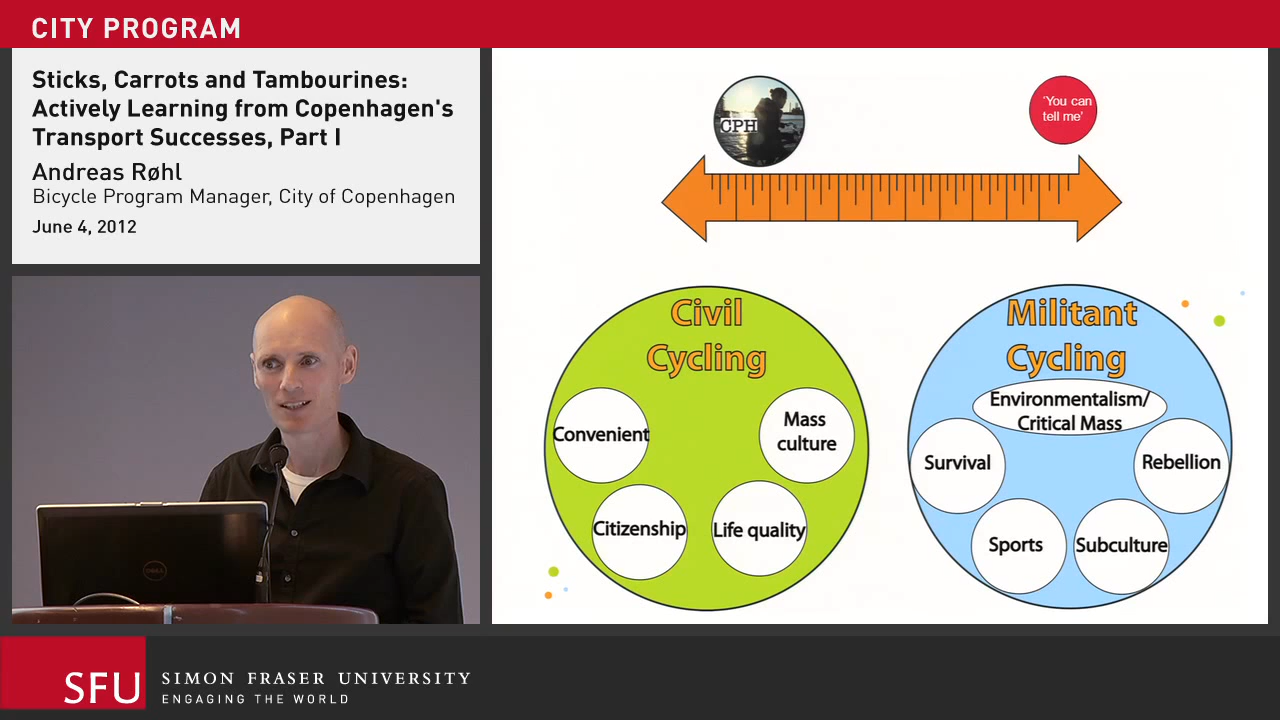 CITY PROGRAM
Sticks, Carrots and Tambourines:
Actively Learning from Copenhagen's
Transport Successes, Part I
Andreas Røhl
Bicycle Program Manager, City of Copenhagen
June 4, 2012
CPH
'You can
tell me'
Civil
Cycling
Convenient
Mass
culture
Citizenship
Life quality
Militant
Cycling
Environmentalism/
Critical Mass
Survival
Rebellion
Sports
Subculture
DELL
SFU
SIMON FRASER UNIVERSITY
ENGAGING THE WORLD